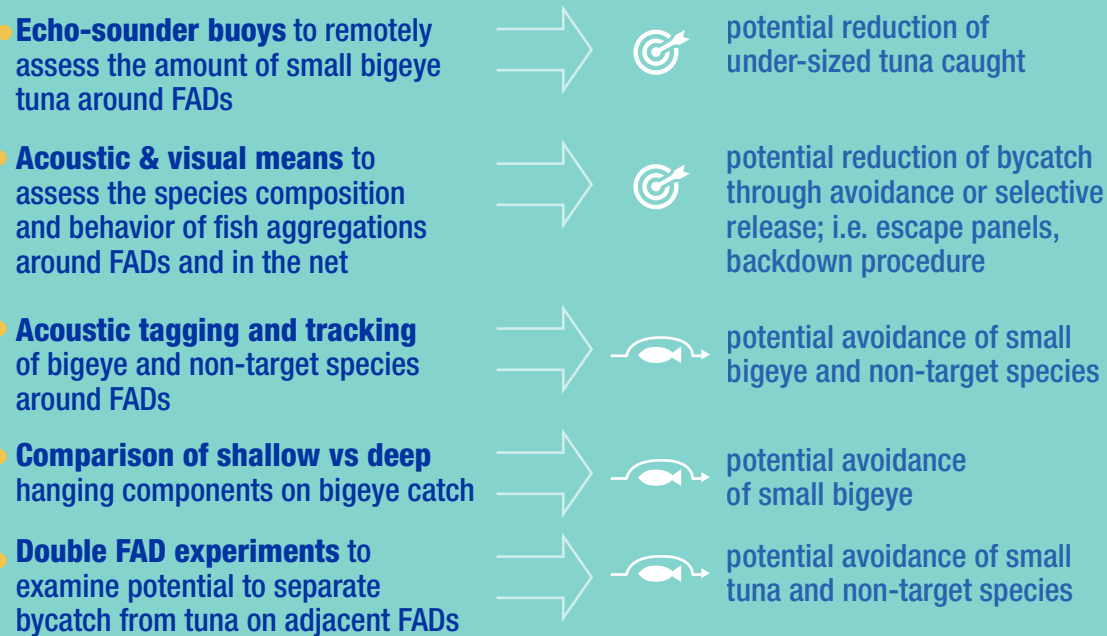 Echo-sounder buoys to remotely
assess the amount of small bigeye
tuna around FADs
potential reduction of
under-sized tuna caught
Acoustic & visual means to
assess the species composition
and behavior of fish aggregations
around FADs and in the net
potential reduction of bycatch
through avoidance or selective
release; i.e. escape panels,
backdown procedure
Acoustic tagging and tracking
of bigeye and non-target species
around FADs
potential avoidance of small
bigeye and non-target species
Comparison of shallow vs deep
hanging components on bigeye catch
potential avoidance
of small bigeye
Double FAD experiments to
examine potential to separate
bycatch from tuna on adjacent FADs
potential avoidance of small
tuna and non-target species